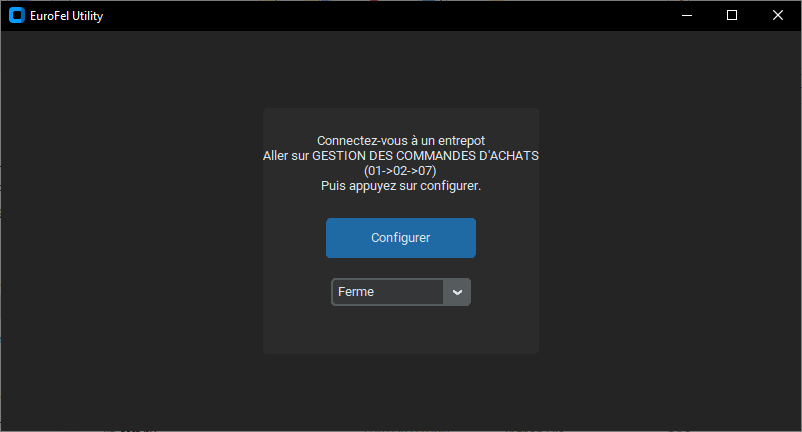 EuroFel Utility
Connectez-vous à un entrepot
Aller sur GESTION DES COMMANDES D'ACHATS
(01->02->07)
Puis appuyez sur configurer.
Configurer
Ferme